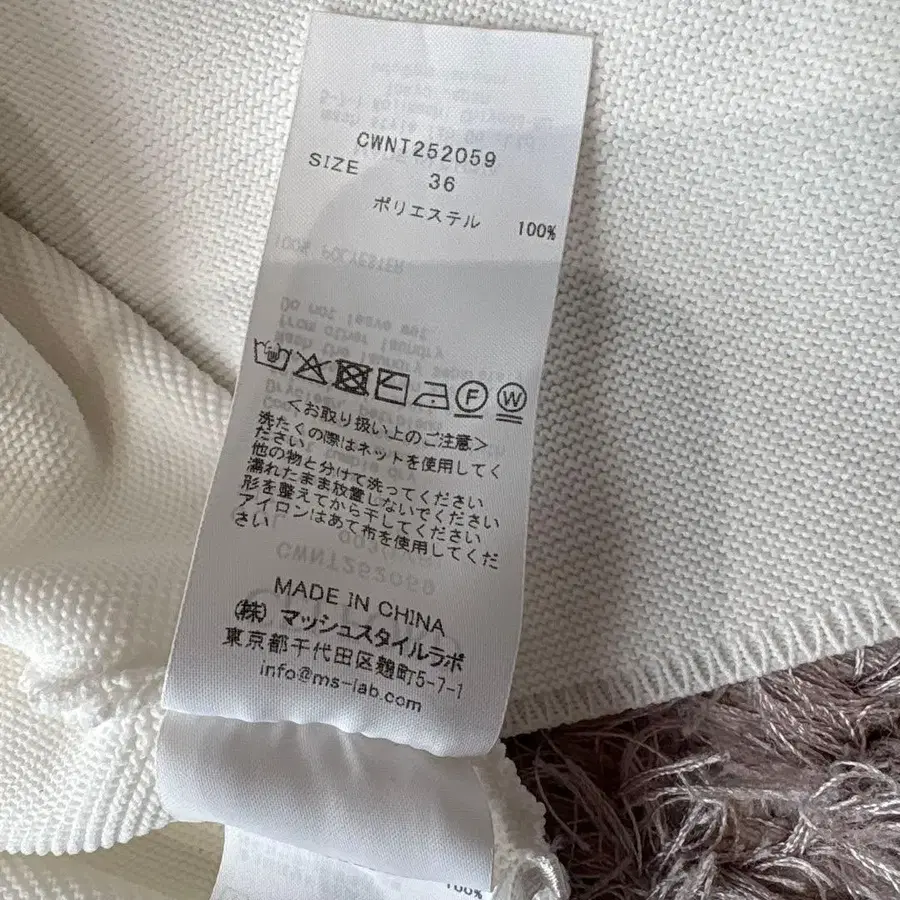 CWNT252059
SIZE 36
ポリエステル 100%
F W
<お取り扱い上のご注意>
洗たくの際はネットを使用してく
ださい
他の物と分けて洗ってください
濡れたまま放置しないでください
形を整えてから干してください
アイロンはあて布を使用してくだ
さい
MADE IN CHINA
(株) マッシュスタイルラボ
東京都千代田区麹町5-7-1
info@ms-lab.com
100%